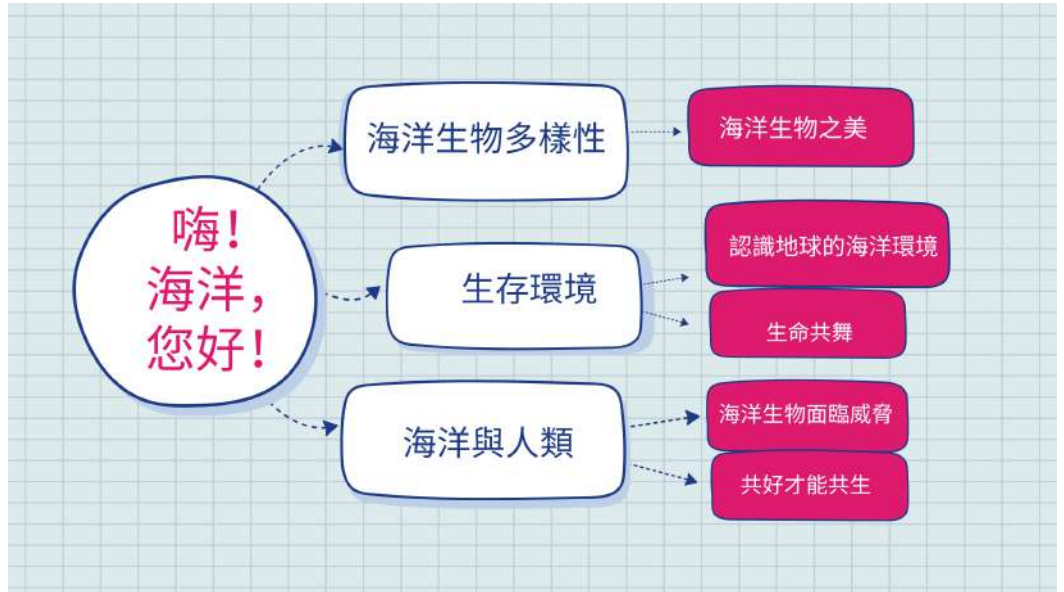 嗨!
海洋,
您好!
海洋生物多樣性
海洋生物之美
生存環境
認識地球的海洋環境
生命共舞
海洋與人類
海洋生物面臨威脅
共好才能共生